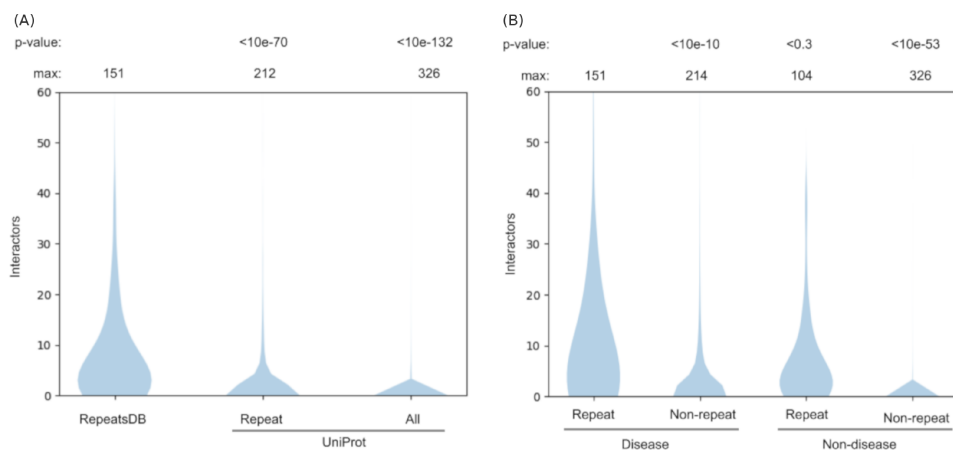 (A)
p-value: <10e-70 <10e-132
max: 151 212 326
60
50
40
30
20
10
0
Interactors
RepeatsDB Repeat All
UniProt
(B)
p-value: <10e-10 <0.3 <10e-53
max: 151 214 104 326
60
50
40
30
20
10
0
Interactors
Repeat Non-repeat Repeat Non-repeat
Disease Non-disease